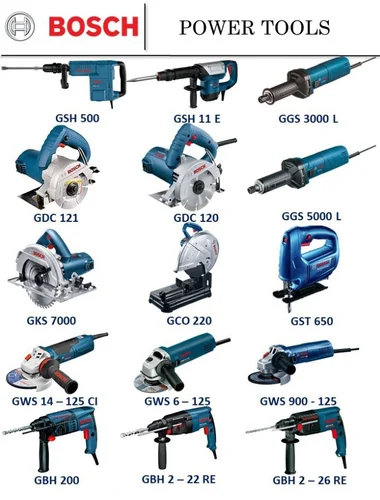 BOSCH
POWER TOOLS
GSH 500
GSH 11 E
GGS 3000 L
GDC 121
GDC 120
GGS 5000 L
GKS 7000
GCO 220
GST 650
GWS 14 – 125 CI
GWS 6 – 125
GWS 900 - 125
GBH 200
GBH 2 – 22 RE
GBH 2 – 26 RE